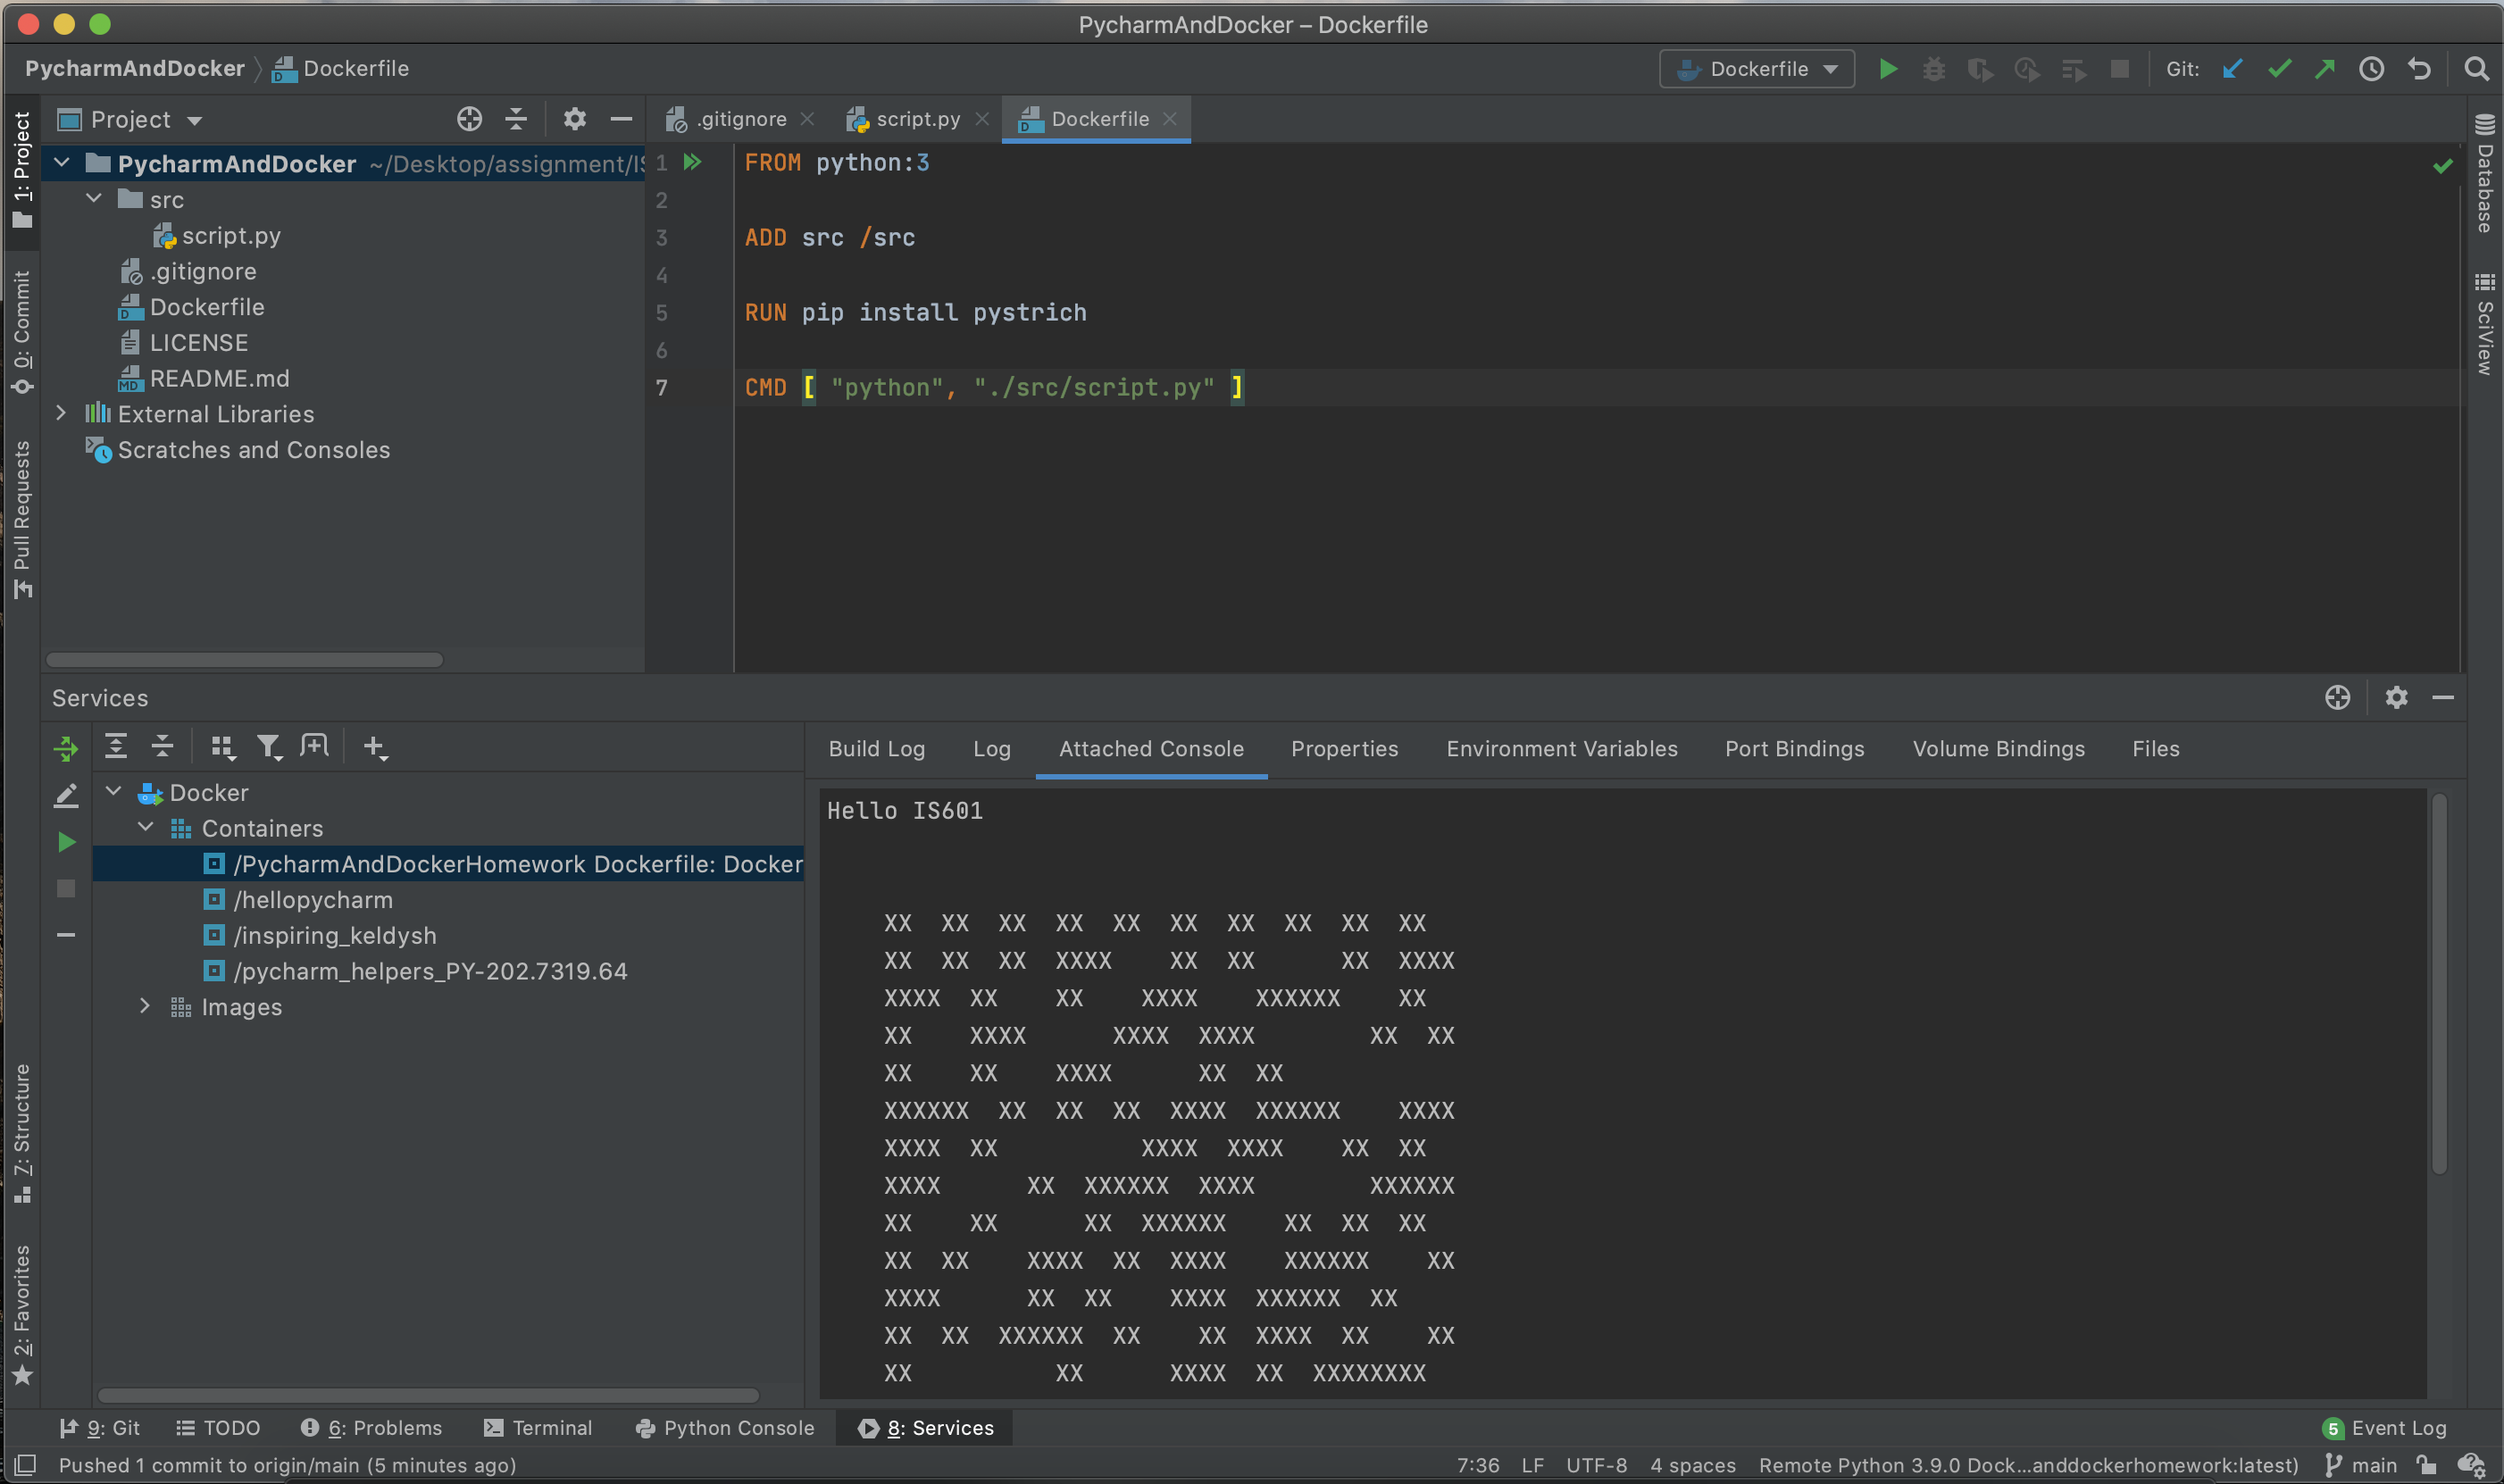 PycharmAndDocker – Dockerfile
PycharmAndDocker Dockerfile
Dockerfile
Git:
1: Project
0: Commit
Pull Requests
7: Structure
2: Favorites
Project
PycharmAndDocker ~/Desktop/assignment/IS
src
script.py
.gitignore
Dockerfile
LICENSE
README.md
External Libraries
Scratches and Consoles
.gitignore script.py Dockerfile
1 FROM python:3
2
3 ADD src /src
4
5 RUN pip install pystrich
6
7 CMD [ "python", "./src/script.py" ]
Database
SciView
Services
Docker
Containers
/PycharmAndDockerHomework Dockerfile: Docker
/hellopycharm
/inspiring_keldysh
/pycharm_helpers_PY-202.7319.64
Images
Build Log Log Attached Console Properties Environment Variables Port Bindings Volume Bindings Files
Hello IS601
XX  XX  XX  XX  XX  XX  XX  XX  XX  XX
XX  XX  XX  XXXX    XX  XX      XX  XXXX
XXXX  XX    XX    XXXX    XXXXXX    XX
XX    XXXX      XXXX  XXXX        XX  XX
XX    XX    XXXX      XX  XX
XXXXXX  XX  XX  XX  XXXX  XXXXXX    XXXX
XXXX  XX          XXXX  XXXX    XX  XX
XXXX      XX  XXXXXX  XXXX        XXXXXX
XX    XX      XX  XXXXXX    XX  XX  XX
XX  XX    XXXX  XX  XXXX    XXXXXX    XX
XXXX      XX  XX    XXXX  XXXXXX  XX
XX  XX  XXXXXX  XX    XX  XXXX  XX    XX
XX          XX      XXXX  XX  XXXXXXXX
9: Git TODO 6: Problems Terminal Python Console 8: Services 5 Event Log
Pushed 1 commit to origin/main (5 minutes ago) 7:36 LF UTF-8 4 spaces Remote Python 3.9.0 Dock...anddockerhomework:latest) main